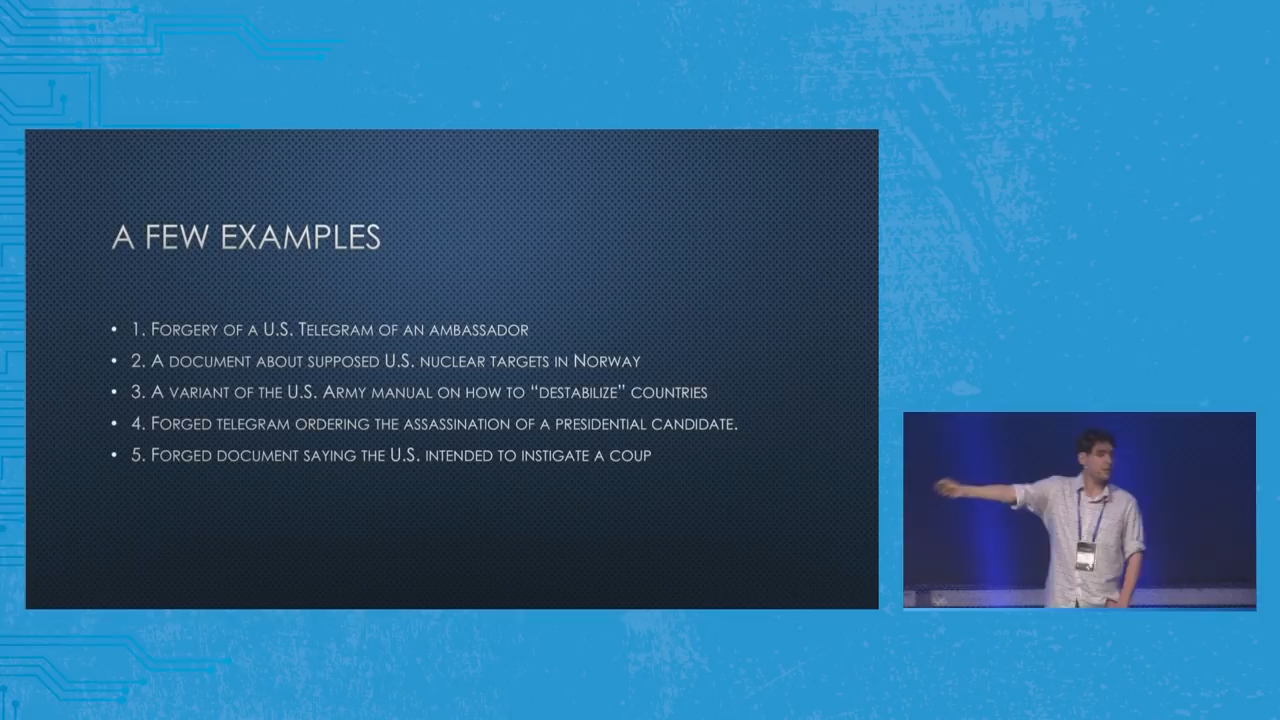 A FEW EXAMPLES
• 1. Forgery of a U.S. Telegram of an ambassador
• 2. A document about supposed U.S. nuclear targets in Norway
• 3. A variant of the U.S. Army manual on how to “destabilize” countries
• 4. Forged telegram ordering the assassination of a presidential candidate.
• 5. Forged document saying the U.S. intended to instigate a coup